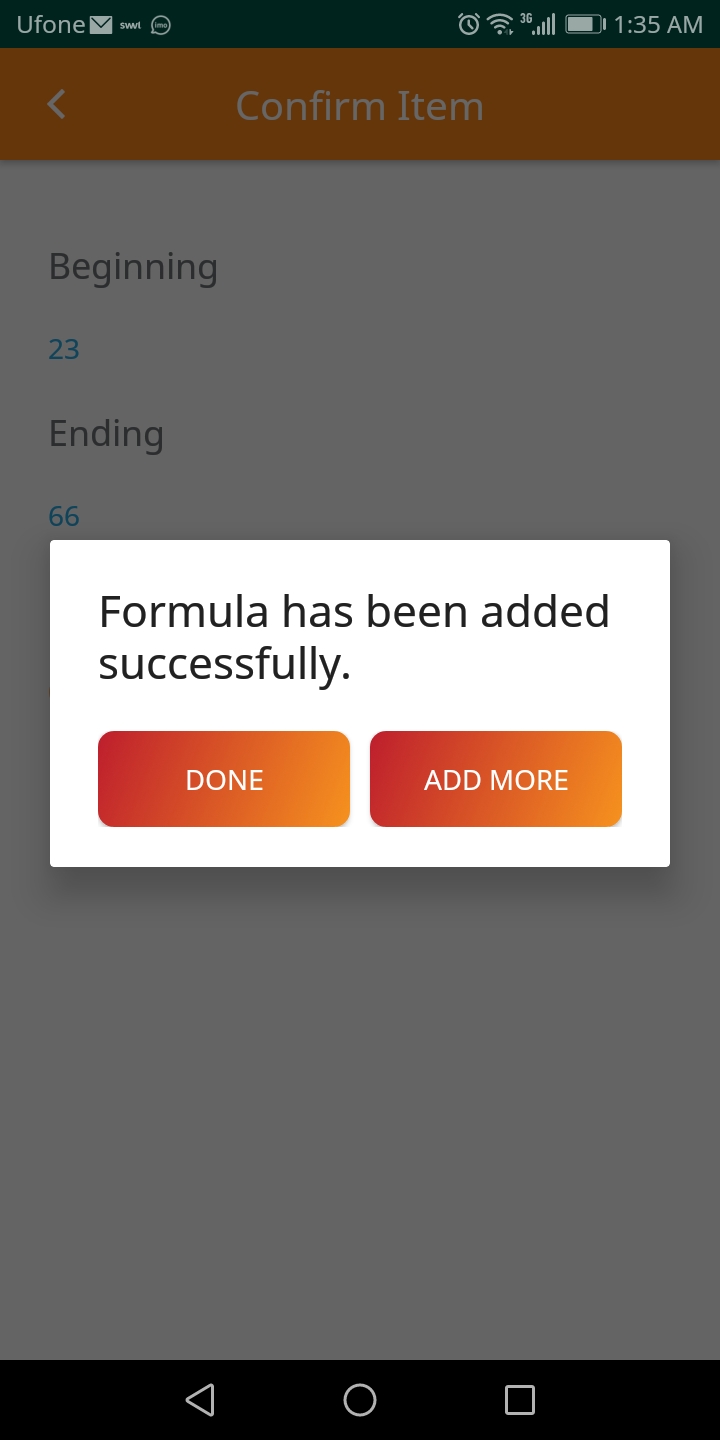 Ufone swvl imo 3G 1:35 AM
Confirm Item
Beginning
23
Ending
66
Formula has been added
successfully.
DONE ADD MORE